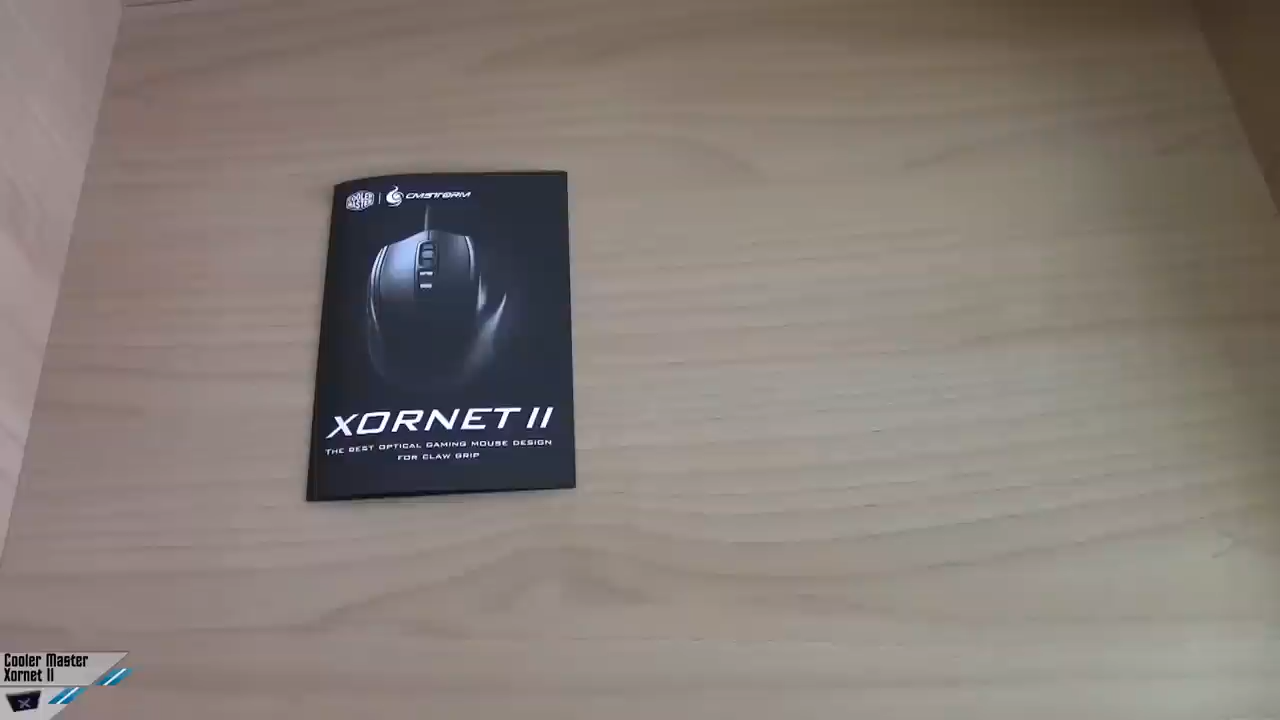 COOLER MASTER
CMSTORM
XORNET II
THE BEST OPTICAL GAMING MOUSE DESIGN
FOR CLAW GRIP
Cooler Master
Xornet II
X